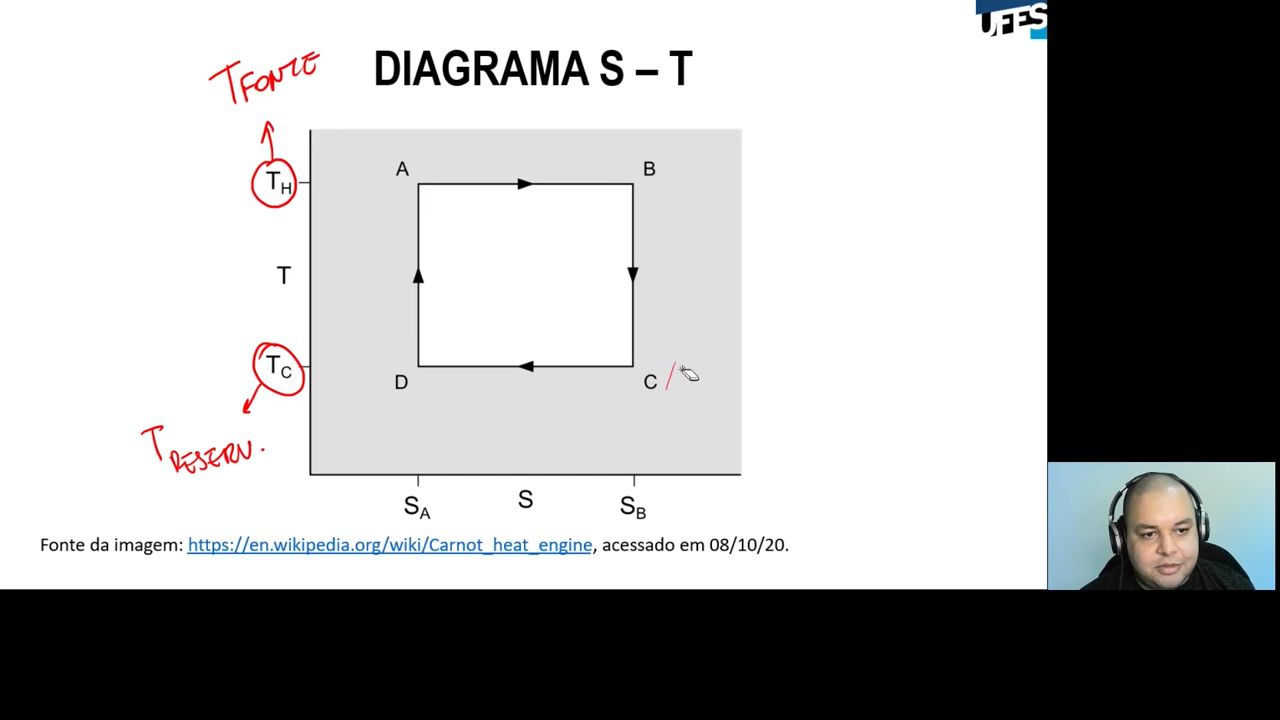 UFES
DIAGRAMA S – T
TFONTE
A
B
TH
T
TC
D
C
TRESERV.
SA
S
SB
Fonte da imagem: https://en.wikipedia.org/wiki/Carnot_heat_engine, acessado em 08/10/20.